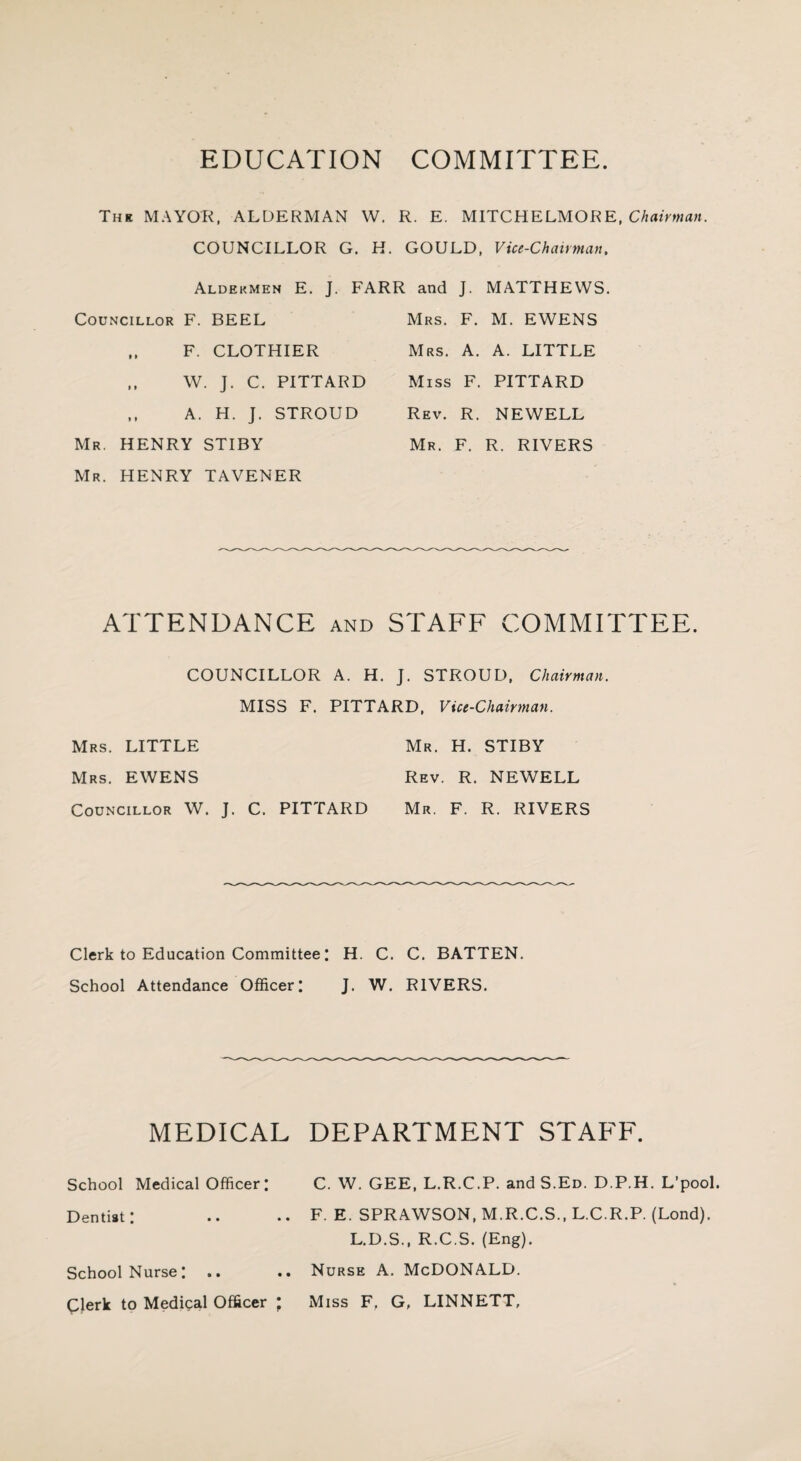 EDUCATION COMMITTEE.
THE MAYOR, ALDERMAN W. R. E. MITCHELMORE, Chairman.
COUNCILLOR G. H. GOULD, Vice-Chairman,
ALDERMEN E. J. FARR and J. MATTHEWS.
COUNCILLOR F. BEEL MRS. F. M. EWENS
,, F. CLOTHIER MRS. A. A. LITTLE
,, W. J. C. PITTARD MISS F. PITTARD
,, A. H. J. STROUD REV. R. NEWELL
MR. HENRY STIBY MR. F. R. RIVERS
MR. HENRY TAVENER
ATTENDANCE AND STAFF COMMITTEE.
COUNCILLOR A. H. J. STROUD, Chairman.
MISS F. PITTARD, Vice-Chairman.
MRS. LITTLE MR. H. STIBY
MRS. EWENS REV. R. NEWELL
COUNCILLOR W. J. C. PITTARD MR. F. R. RIVERS
Clerk to Education Committee: H. C. C. BATTEN.
School Attendance Officer: J. W. RIVERS.
MEDICAL DEPARTMENT STAFF.
School Medical Officer: C. W. GEE, L.R.C.P. and S.ED. D.P.H. L'pool.
Dentist: .. .. F. E. SPRAWSON, M.R.C.S., L.C.R.P. (Lond).
L.D.S., R.C.S. (Eng).
School Nurse: .. .. NURSE A. McDONALD.
Clerk to Medical Officer : MISS F. G. LINNETT,